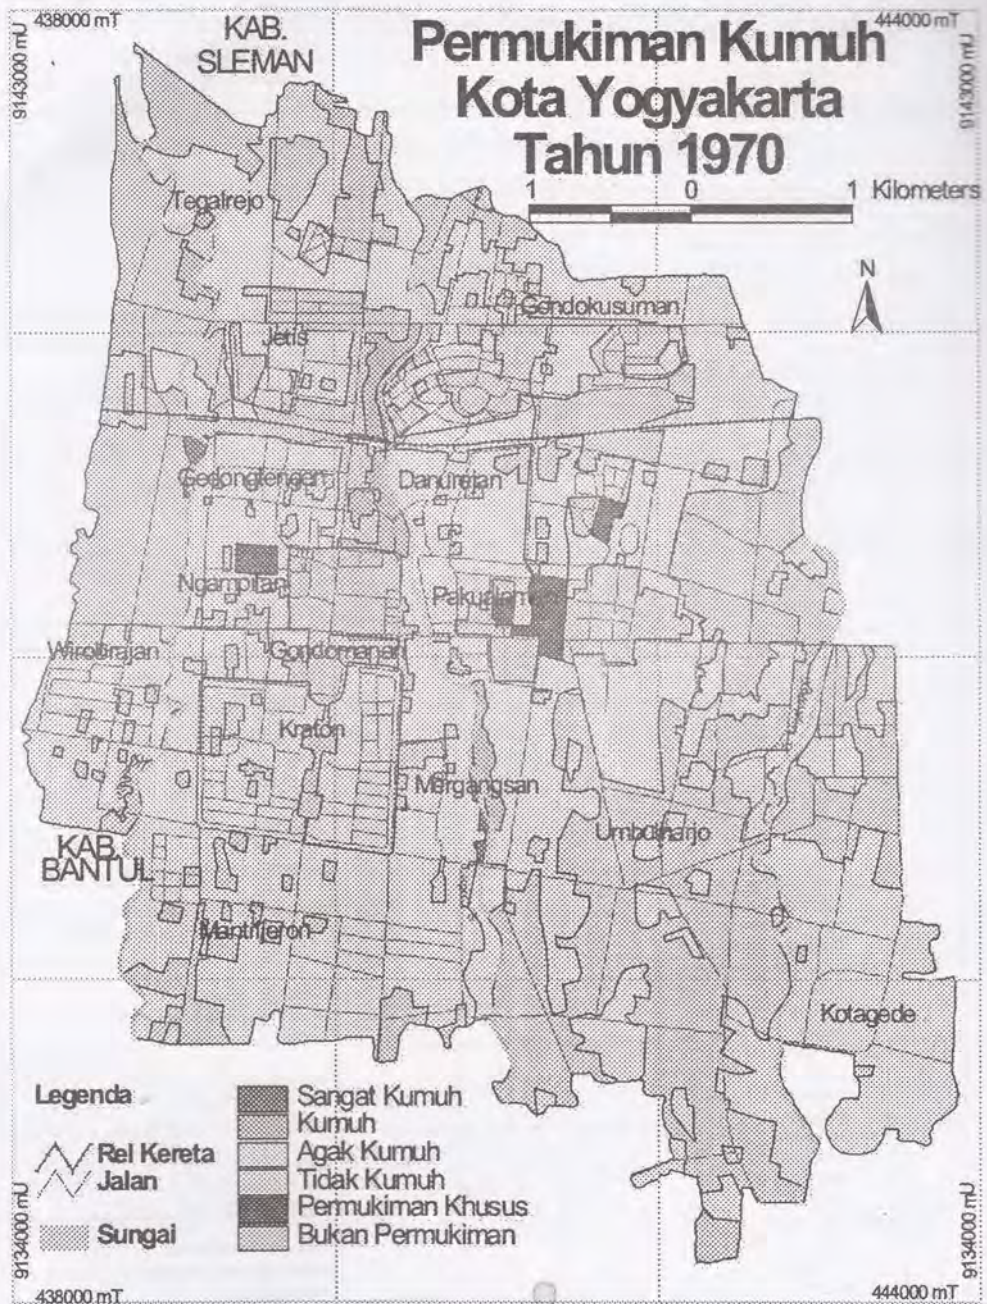 438000 mT
444000 mT
9143000 mU
9143000 mU
KAB.
SLEMAN
Permukiman Kumuh
Kota Yogyakarta
Tahun 1970
1 0 1 Kilometers
N
Tegalrejo
Gondokusuman
Jetis
Gedongtengen
Danurejan
Ngampilan
Pakualaman
Wirobrajan
Gondomanan
Kraton
Mergangsan
Umbulharjo
KAB.
BANTUL
Mantrijeron
Kotagede
Legenda
Rel Kereta
Jalan
Sungai
Sangat Kumuh
Kumuh
Agak Kumuh
Tidak Kumuh
Permukiman Khusus
Bukan Permukiman
9134000 mU
9134000 mU
438000 mT
444000 mT